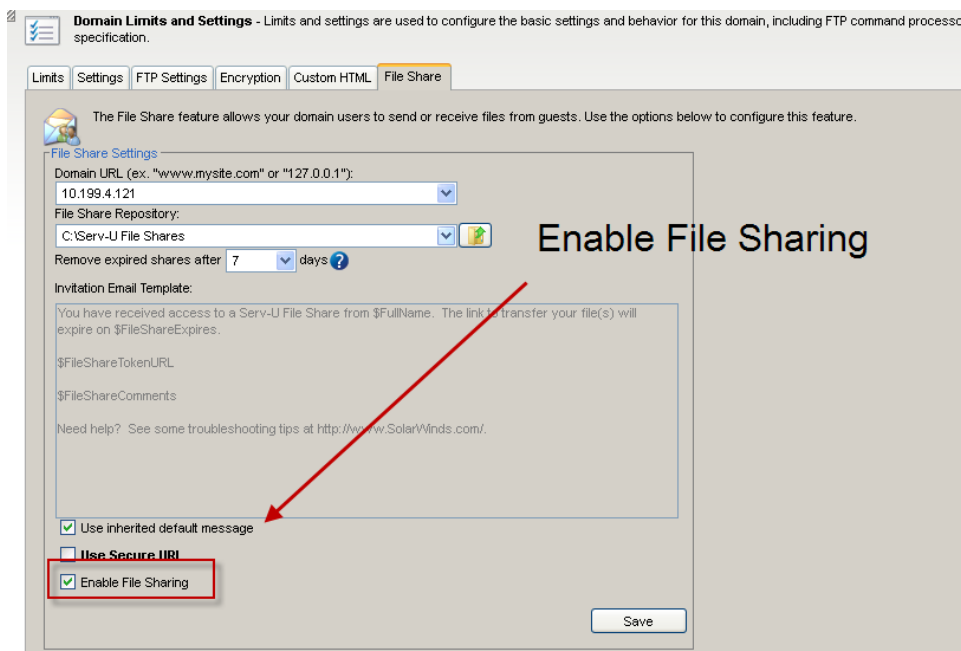 Domain Limits and Settings - Limits and settings are used to configure the basic settings and behavior for this domain, including FTP command
specification.
Limits Settings FTP Settings Encryption Custom HTML File Share
The File Share feature allows your domain users to send or receive files from guests. Use the options below to configure this feature.
File Share Settings
Domain URL (ex. "www.mysite.com" or "127.0.0.1"):
10.199.4.121
File Share Repository:
C:\Serv-U File Shares
Enable File Sharing
Remove expired shares after 7 days
Invitation Email Template:
You have received access to a Serv-U File Share from $FullName. The link to transfer your file(s) will
expire on $FileShareExpires.
$FileShareTokenURL
$FileShareComments
Need help? See some troubleshooting tips at http://www.SolarWinds.com/.
Use inherited default message
Use Secure URL
Enable File Sharing
Save